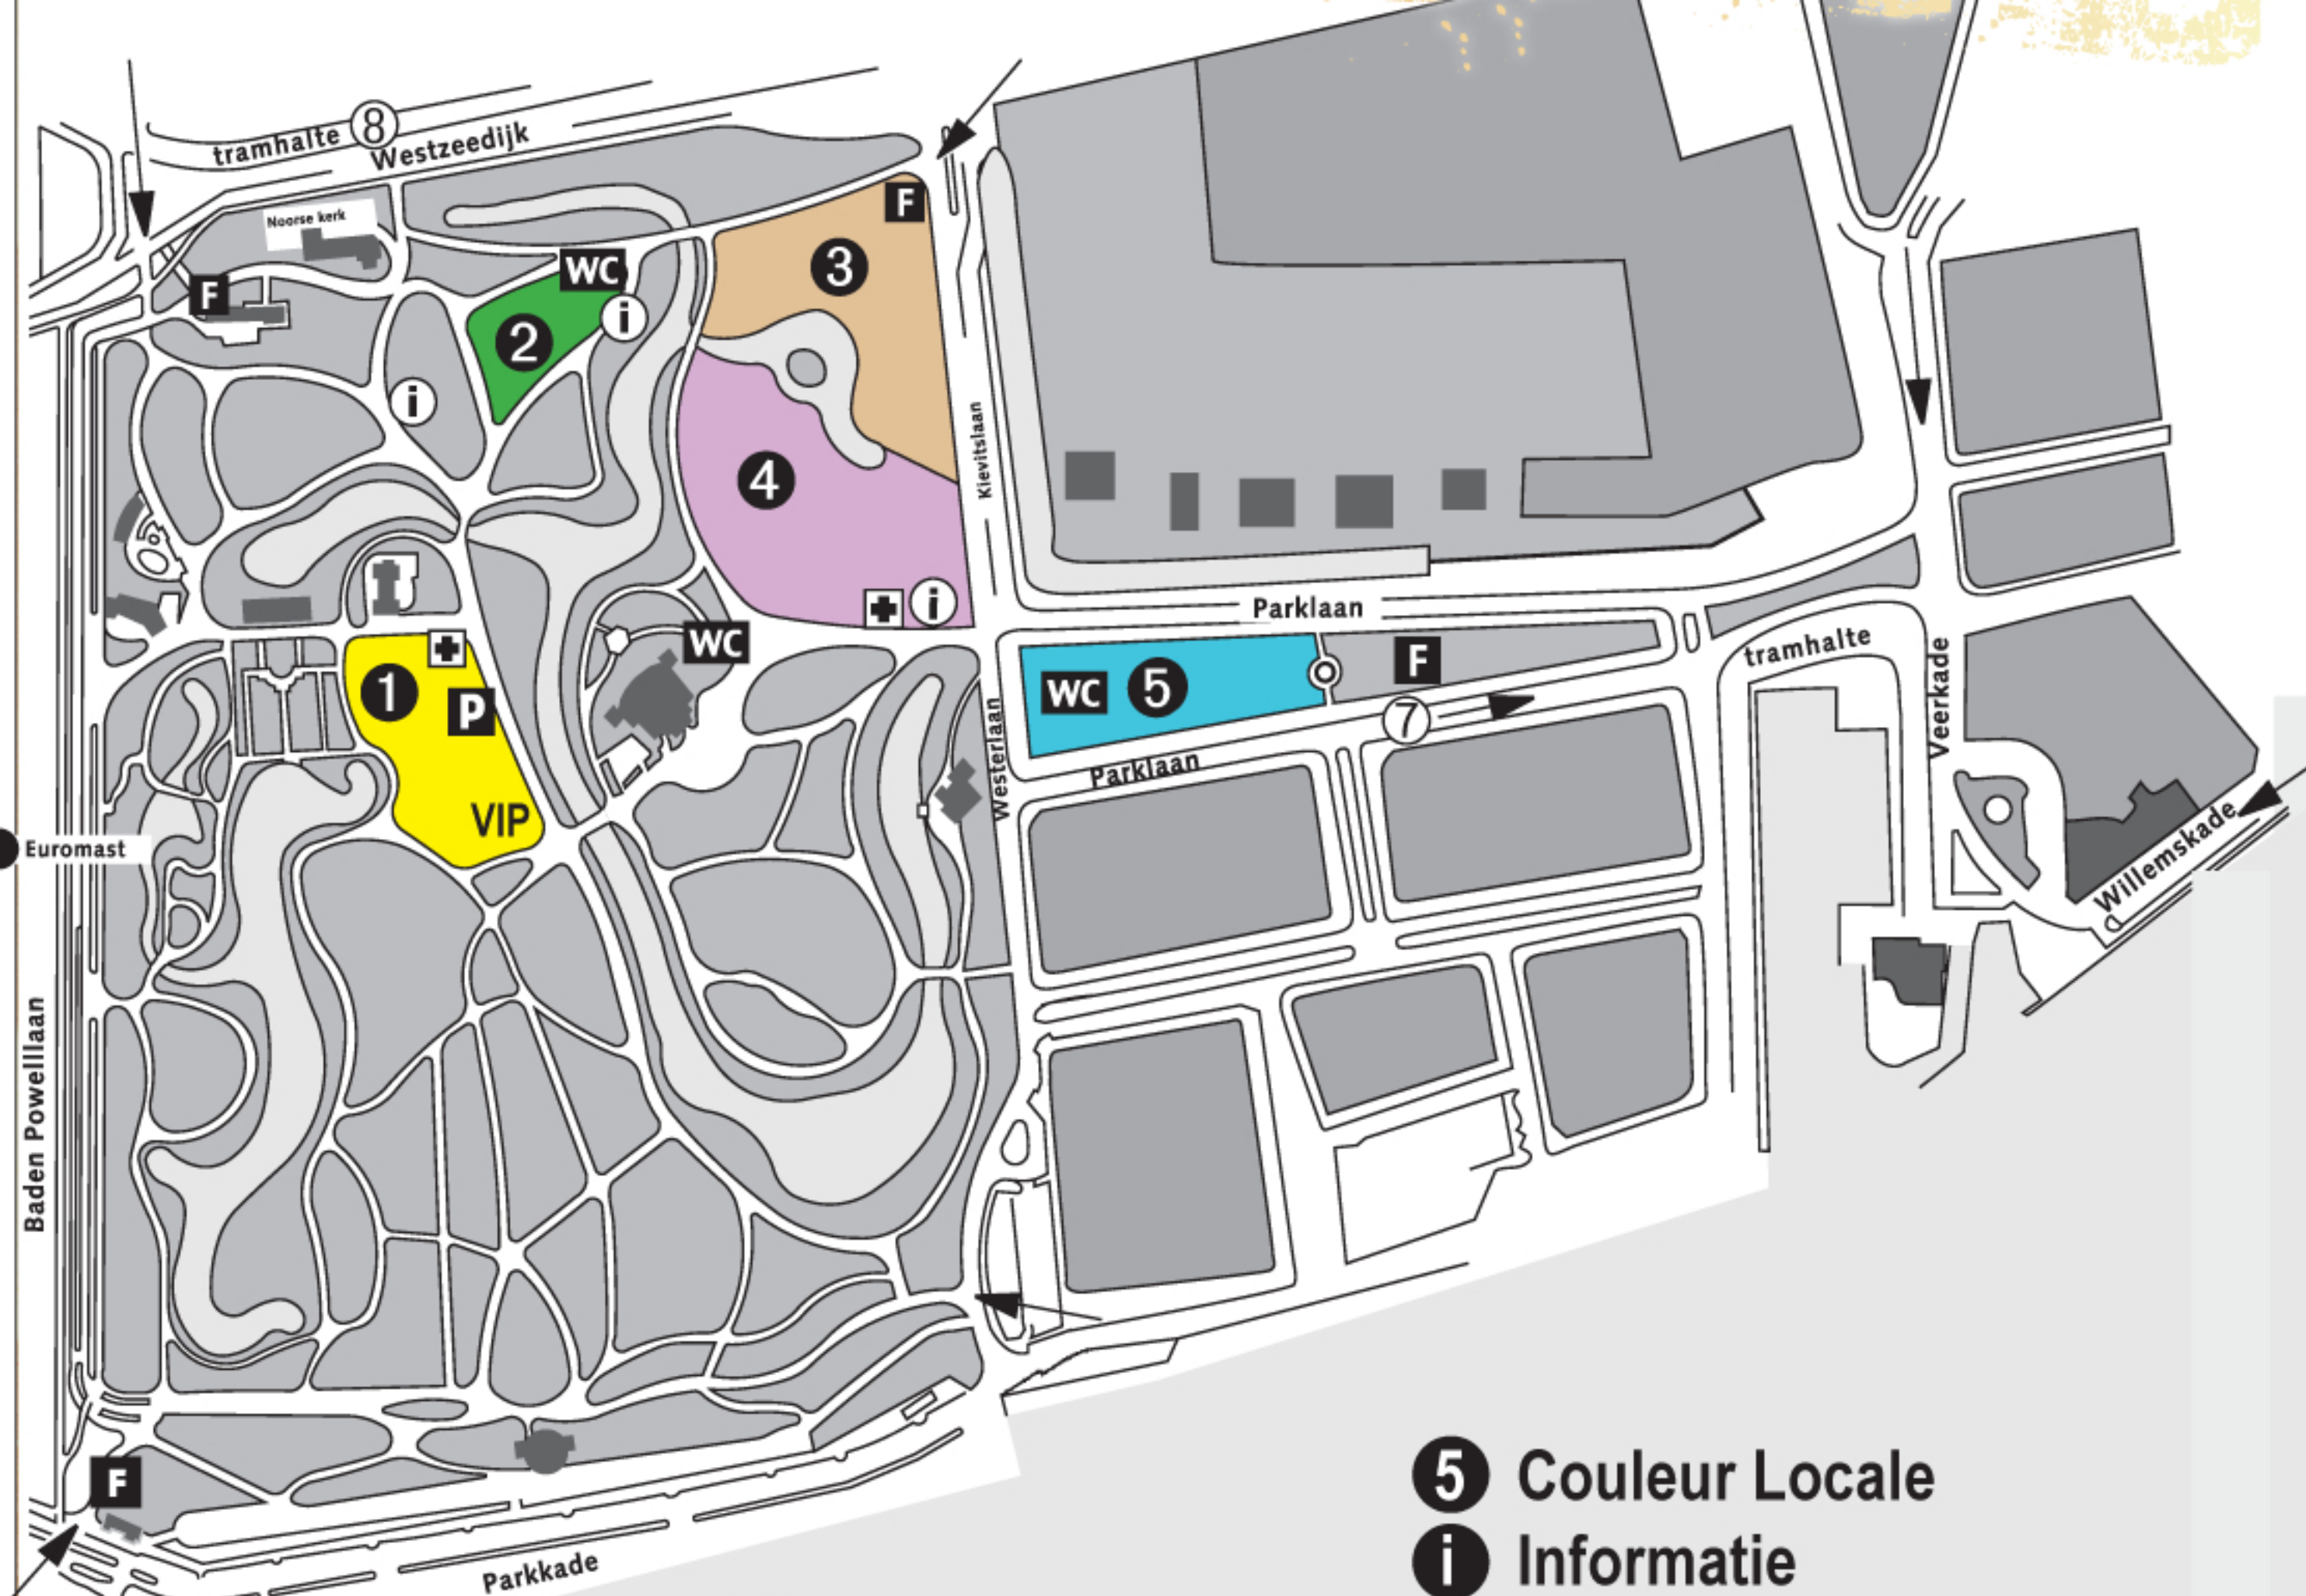 tramhalte 8
Westzeedijk
Noorse kerk
F
F
WC
3
i
2
i
4
Kievitslaan
i
Parklaan
WC
tramhalte
1
P
WC 5
F
7
Westerlaan
Parklaan
Veerkade
VIP
Euromast
Willemskade
Baden Powelllaan
5 Couleur Locale
F
i Informatie
Parkkade